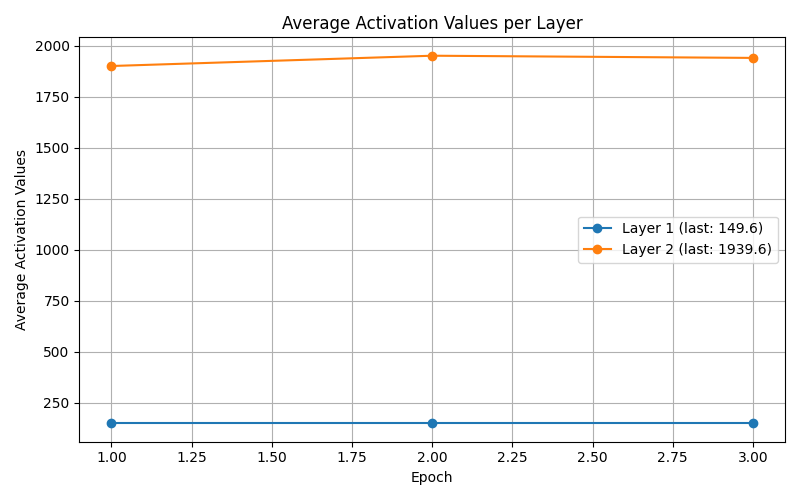 Average Activation Values per Layer
2000
1750
1500
1250
1000
750
500
250
Average Activation Values
Layer 1 (last: 149.6)
Layer 2 (last: 1939.6)
1.00 1.25 1.50 1.75 2.00 2.25 2.50 2.75 3.00
Epoch